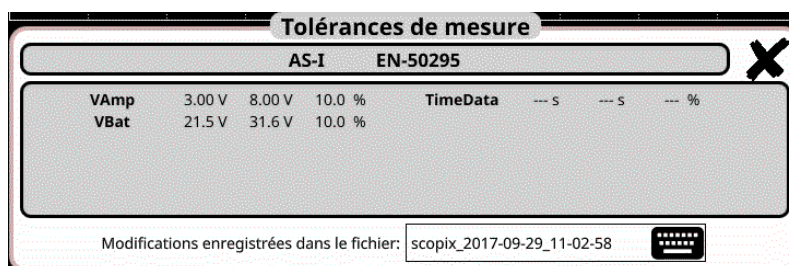 Tolérances de mesure
AS-I EN-50295
VAmp 3.00 V 8.00 V 10.0 % TimeData --- s --- s --- %
VBat 21.5 V 31.6 V 10.0 %
Modifications enregistrées dans le fichier: scopix_2017-09-29_11-02-58